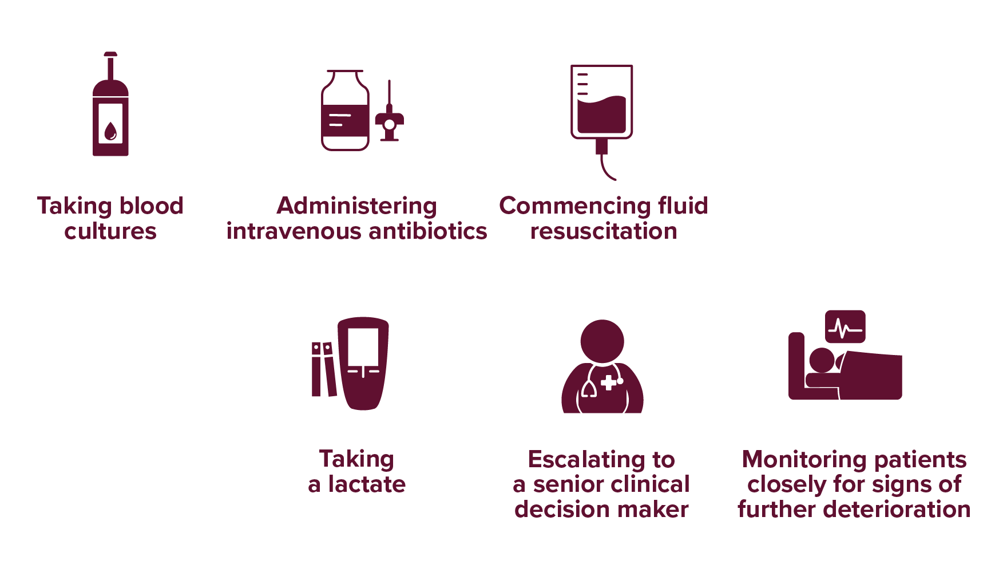 Taking blood
cultures
Administering
intravenous antibiotics
Commencing fluid
resuscitation
Taking
a lactate
Escalating to
a senior clinical
decision maker
Monitoring patients
closely for signs of
further deterioration